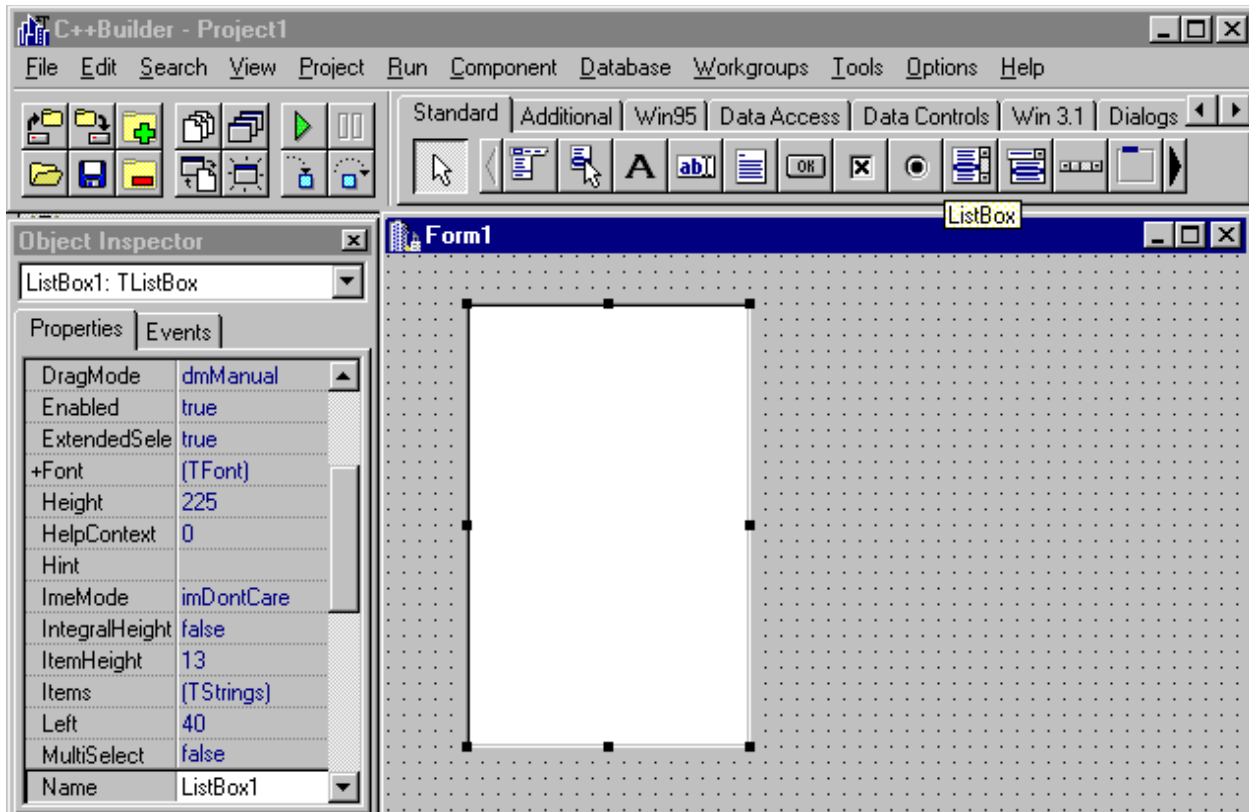 C++Builder - Project1
File Edit Search View Project Run Component Database Workgroups Tools Options Help
Standard Additional Win95 Data Access Data Controls Win 3.1 Dialogs
A ab OK
ListBox
Object Inspector
ListBox1: TListBox
Properties Events
DragMode dmManual
Enabled true
ExtendedSele true
+Font (TFont)
Height 225
HelpContext 0
Hint
ImeMode imDontCare
IntegralHeight false
ItemHeight 13
Items (TStrings)
Left 40
MultiSelect false
Name ListBox1
Form1